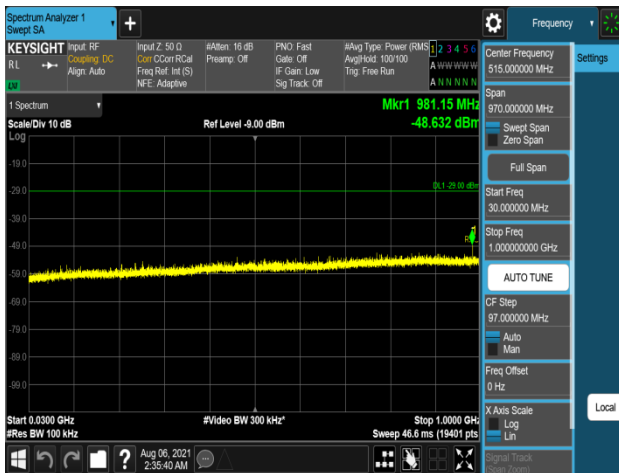 Spectrum Analyzer 1
Swept SA
Frequency
KEYSIGHT
RL
LXI
Input: RF
Coupling: DC
Align: Auto
Input Z: 50 Ω
Corr CCorr RCal
Freq Ref: Int (S)
NFE: Adaptive
#Atten: 16 dB
Preamp: Off
PNO: Fast
Gate: Off
IF Gain: Low
Sig Track: Off
#Avg Type: Power (RMS
Avg|Hold: 100/100
Trig: Free Run
1 2 3 4 5 6
A W W W W W
A N N N N N
Center Frequency
515.000000 MHz
Settings
Span
970.000000 MHz
Swept Span
Zero Span
Full Span
Start Freq
30.000000 MHz
Stop Freq
1.000000000 GHz
AUTO TUNE
CF Step
97.000000 MHz
Auto
Man
Freq Offset
0 Hz
X Axis Scale
Log
Lin
Local
Signal Track
(Span Zoom)
1 Spectrum
Scale/Div 10 dB
Ref Level -9.00 dBm
Mkr1 981.15 MHz
-48.632 dBm
Log
-19.0
-29.0
DL1 -29.00 dBm
-39.0
-49.0
-59.0
-69.0
-79.0
-89.0
-99.0
Start 0.0300 GHz
#Video BW 300 kHz*
Stop 1.0000 GHz
#Res BW 100 kHz
Sweep 46.6 ms (19401 pts
?
Aug 06, 2021
2:35:40 AM